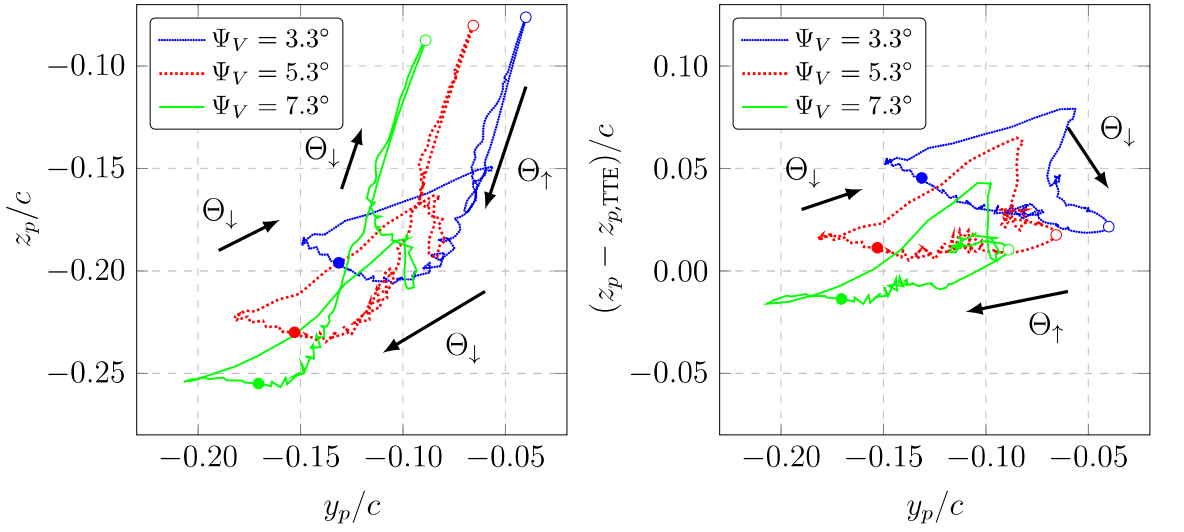 Ψ_V = 3.3°
Ψ_V = 5.3°
Ψ_V = 7.3°
−0.10
−0.15
−0.20
−0.25
z_p/c
Θ↓
Θ↑
Θ↓
Θ↓
−0.20 −0.15 −0.10 −0.05
y_p/c
Ψ_V = 3.3°
Ψ_V = 5.3°
Ψ_V = 7.3°
0.10
0.05
0.00
−0.05
(z_p − z_{p,TTE})/c
Θ↓
Θ↓
Θ↑
−0.20 −0.15 −0.10 −0.05
y_p/c